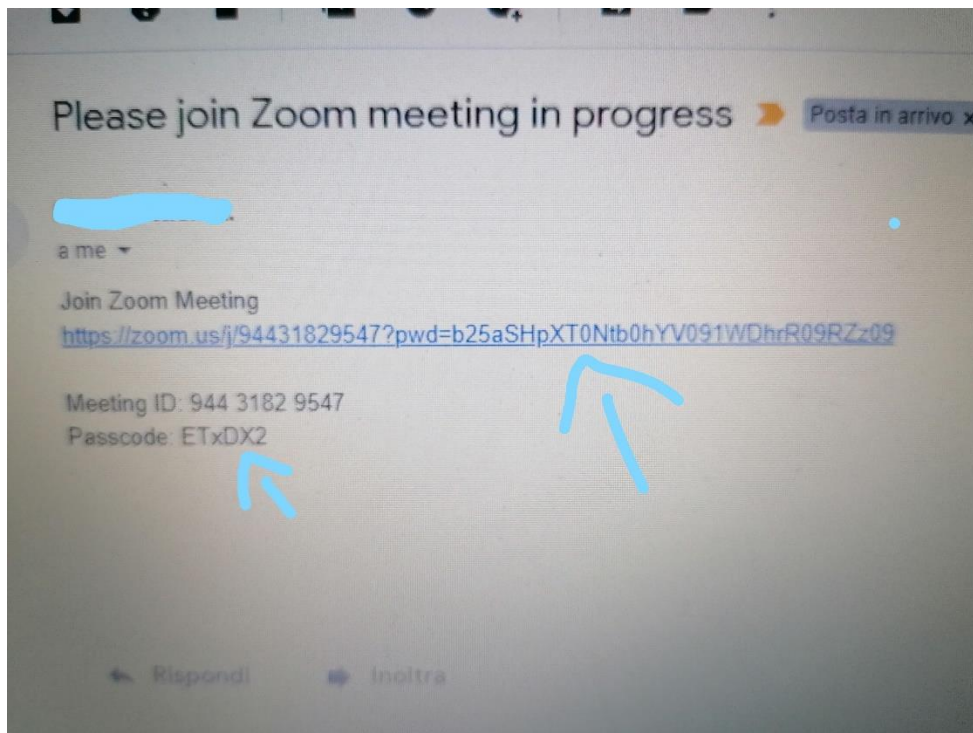 Please join Zoom meeting in progress Posta in arrivo x
a me
Join Zoom Meeting
https://zoom.us/j/94431829547?pwd=b25aSHpXT0Ntb0hYV091WDhrR09RZz09
Meeting ID: 944 3182 9547
Passcode: ETxDX2
Rispondi Inoltra